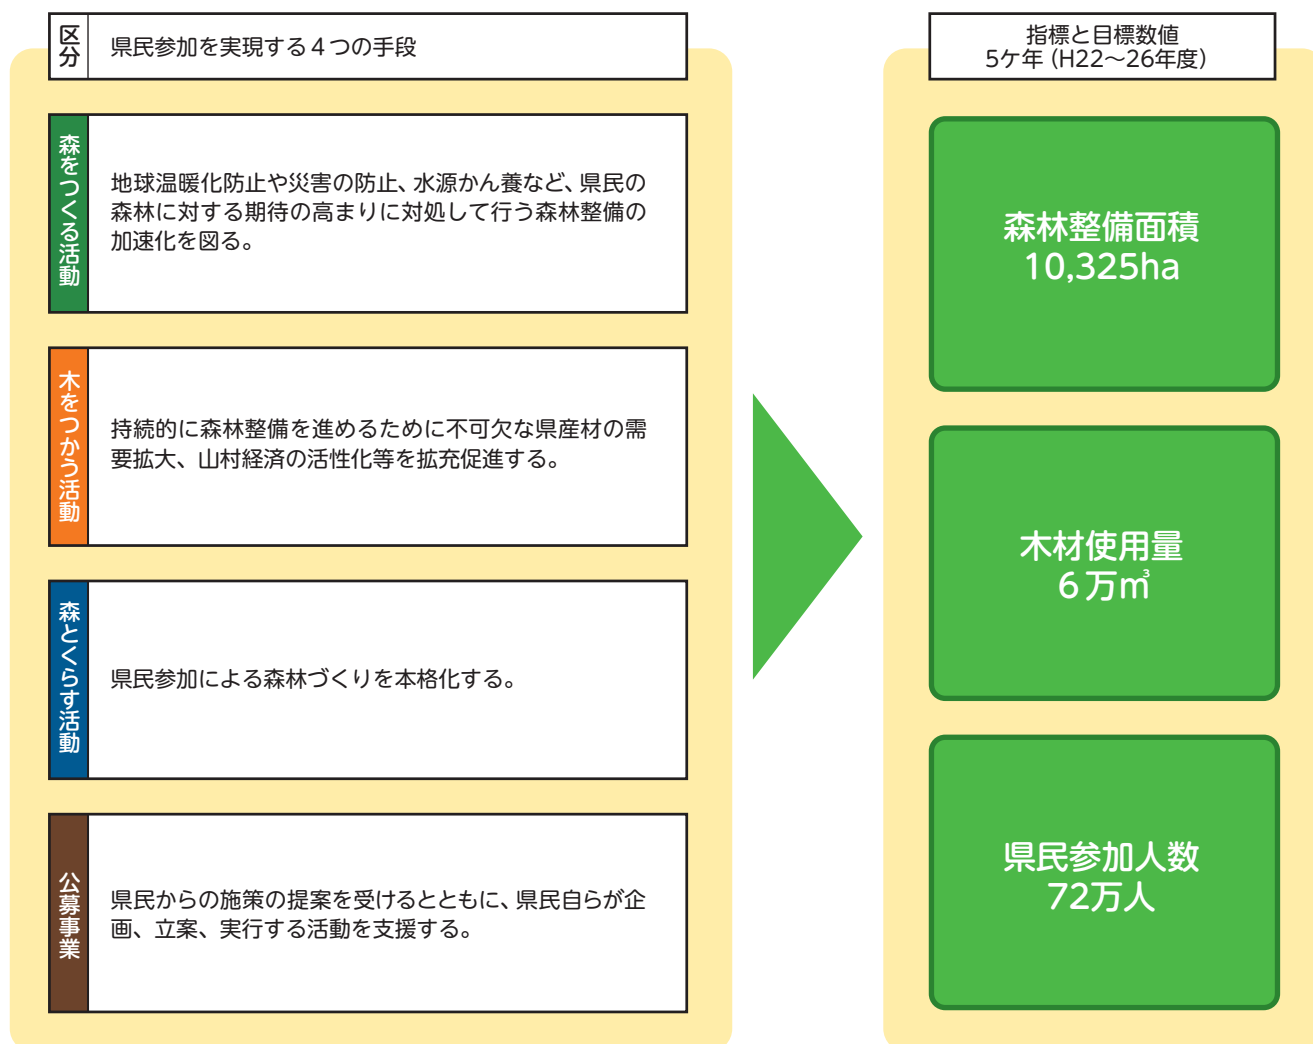 区分
県民参加を実現する４つの手段
森をつくる活動
地球温暖化防止や災害の防止、水源かん養など、県民の
森林に対する期待の高まりに対処して行う森林整備の
加速化を図る。
木をつかう活動
持続的に森林整備を進めるために不可欠な県産材の需
要拡大、山村経済の活性化等を拡充促進する。
森とくらす活動
県民参加による森林づくりを本格化する。
公募事業
県民からの施策の提案を受けるとともに、県民自らが企
画、立案、実行する活動を支援する。
指標と目標数値
5ケ年（H22〜26年度）
森林整備面積
10,325ha
木材使用量
６万㎥
県民参加人数
72万人